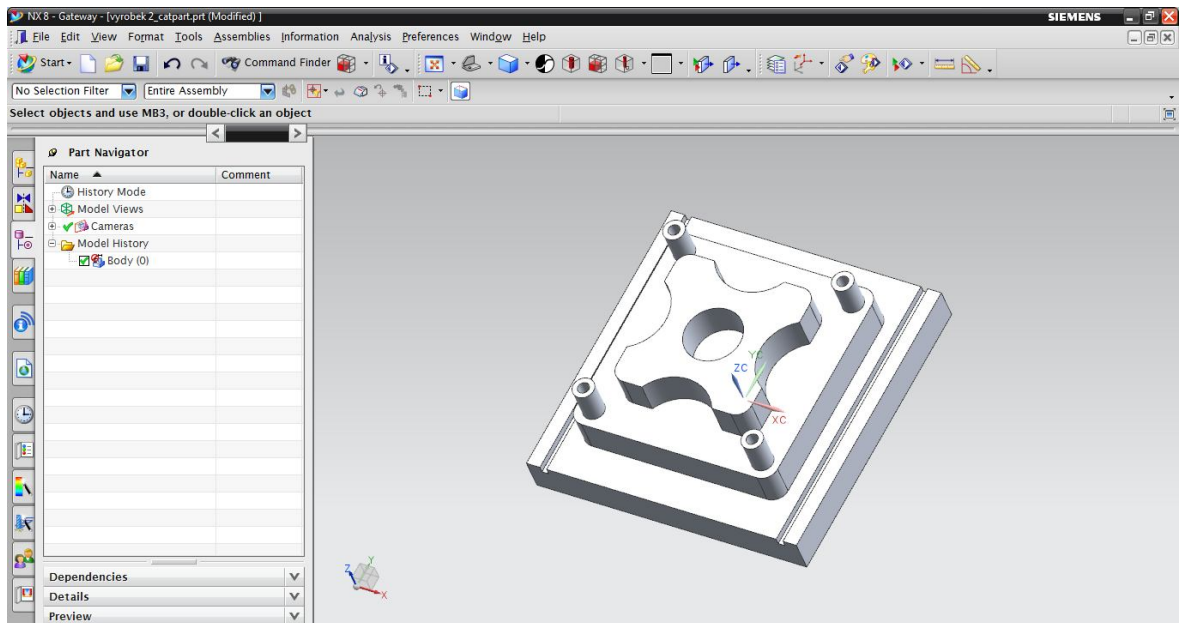 NX 8 - Gateway - [vyrobek 2_catpart.prt (Modified) ]
SIEMENS
File Edit View Format Tools Assemblies Information Analysis Preferences Window Help
Start Command Finder
No Selection Filter Entire Assembly
Select objects and use MB3, or double-click an object
Part Navigator
Name Comment
History Mode
Model Views
Cameras
Model History
Body (0)
Dependencies
Details
Preview
ZC
YC
XC
Z
Y
X